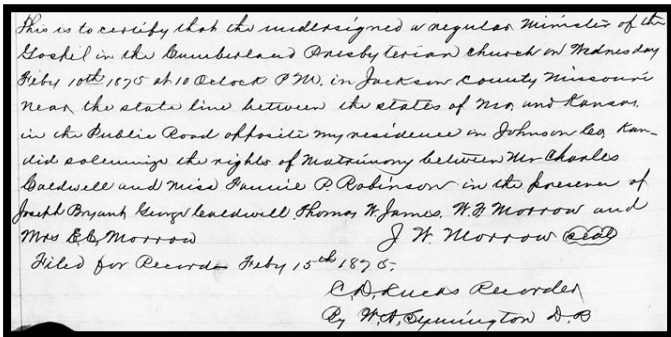 This is to certify that the undersigned a regular Minister of the
Gospel in the Cumberland Presbyterian church on Wednesday
Feby 10th 1875 at 10 Oclock P.M. in Jackson County Missouri
near the state line between the states of Mo, and Kansas,
in the Public Road opposite my residence in Johnson Co, Kan-
did solemnize the rights of Matrimony between Mr Charles
Caldwell and Miss Fannie P. Robinson in the presence of
Joseph Bryant George Caldwell Thomas W. James, W. F. Morrow and
Mrs E. C. Morrow J W. Morrow seal
Filed for Record Feby 15th 1875.
C. D. Lucas Recorder
By W. A. Symington D. R